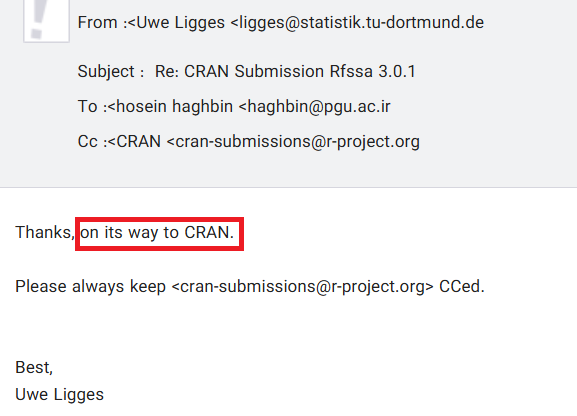 From :<Uwe Ligges <ligges@statistik.tu-dortmund.de
Subject : Re: CRAN Submission Rfssa 3.0.1
To :<hosein haghbin <haghbin@pgu.ac.ir
Cc :<CRAN <cran-submissions@r-project.org
Thanks, on its way to CRAN.
Please always keep <cran-submissions@r-project.org> CCed.
Best,
Uwe Ligges